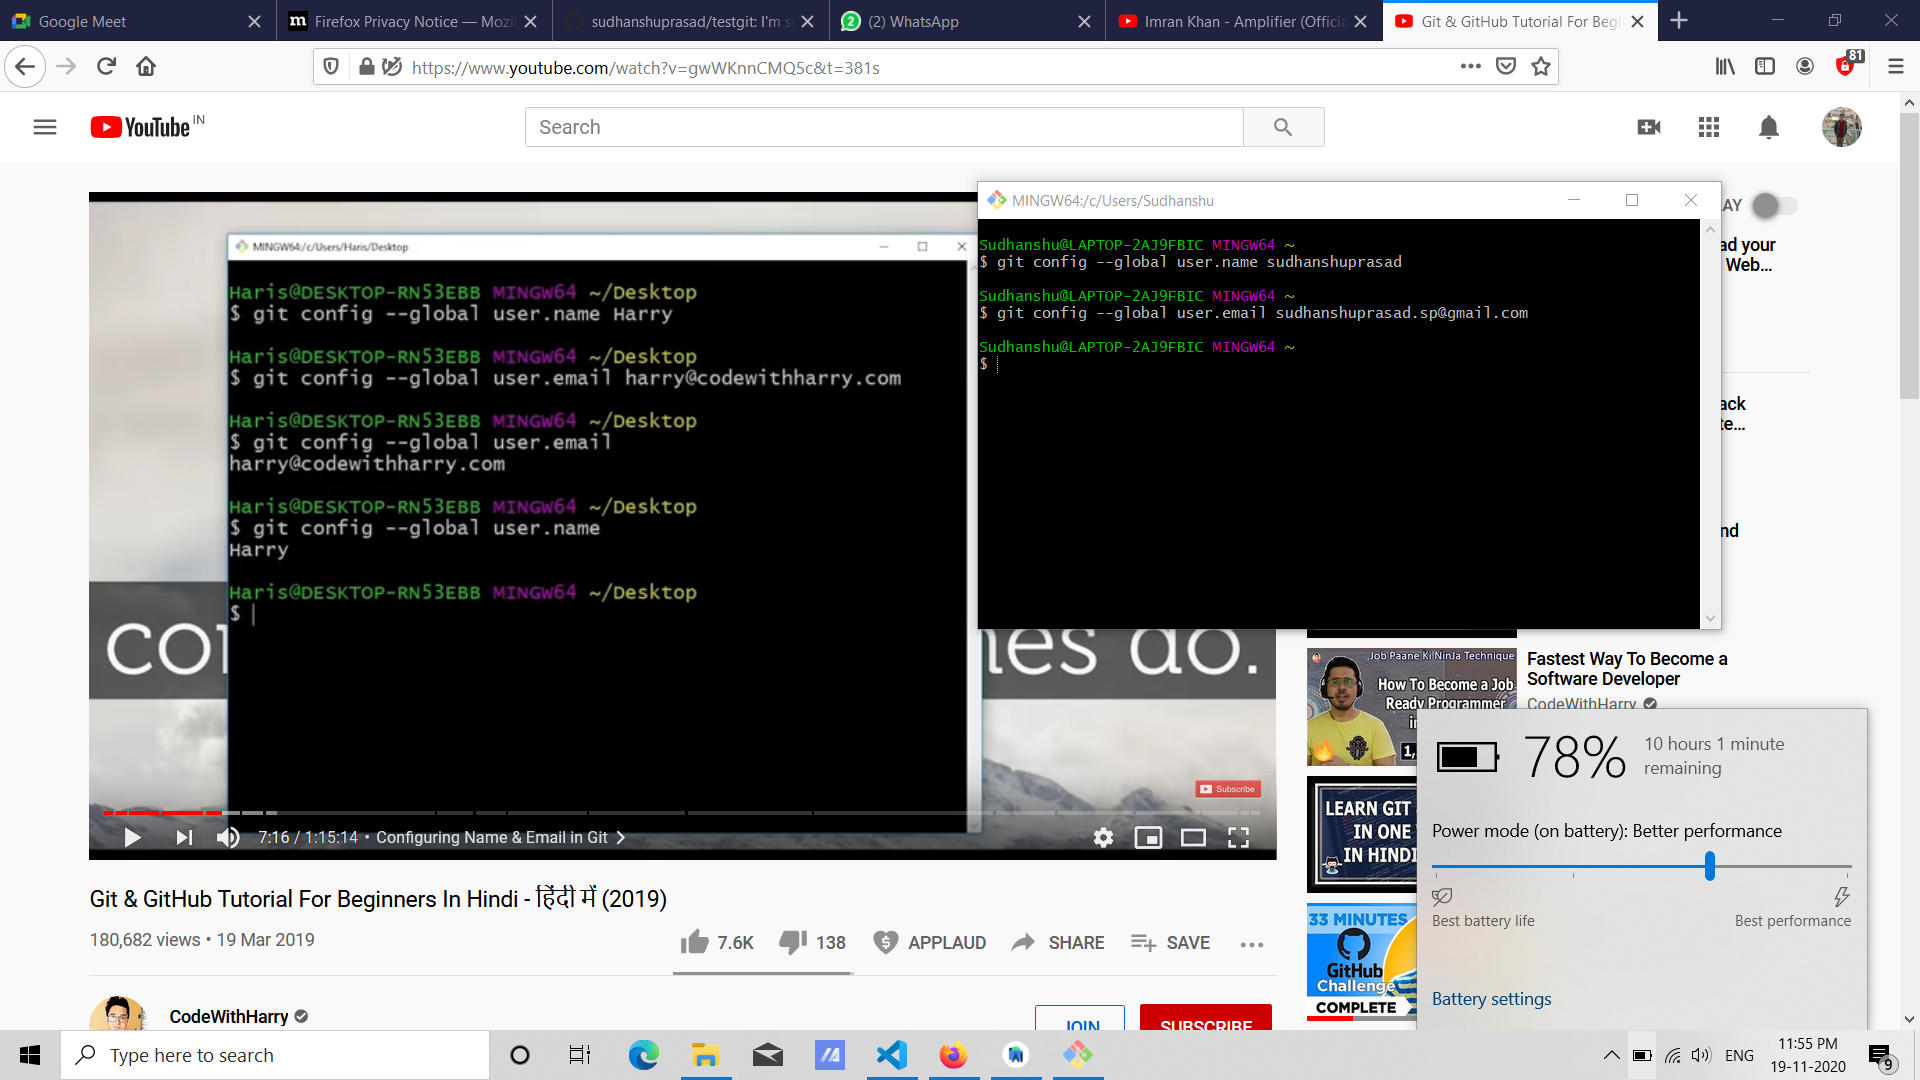 Google Meet
Firefox Privacy Notice — Mozi
sudhanshuprasad/testgit: I'm s
(2) WhatsApp
Imran Khan - Amplifier (Officia
Git & GitHub Tutorial For Begi
https://www.youtube.com/watch?v=gwWKnnCMQ5c&t=381s
81
YouTube IN
Search
MINGW64:/c/Users/Haris/Desktop
Haris@DESKTOP-RN53EBB MINGW64 ~/Desktop
$ git config --global user.name Harry
Haris@DESKTOP-RN53EBB MINGW64 ~/Desktop
$ git config --global user.email harry@codewithharry.com
Haris@DESKTOP-RN53EBB MINGW64 ~/Desktop
$ git config --global user.email
harry@codewithharry.com
Haris@DESKTOP-RN53EBB MINGW64 ~/Desktop
$ git config --global user.name
Harry
Haris@DESKTOP-RN53EBB MINGW64 ~/Desktop
$
do.
Subscribe
7:16 / 1:15:14 • Configuring Name & Email in Git
MINGW64:/c/Users/Sudhanshu
Sudhanshu@LAPTOP-2AJ9FBIC MINGW64 ~
$ git config --global user.name sudhanshuprasad
Sudhanshu@LAPTOP-2AJ9FBIC MINGW64 ~
$ git config --global user.email sudhanshuprasad.sp@gmail.com
Sudhanshu@LAPTOP-2AJ9FBIC MINGW64 ~
$
your
Web...
Git & GitHub Tutorial For Beginners In Hindi - हिंदी में (2019)
180,682 views • 19 Mar 2019
7.6K
138
APPLAUD
SHARE
SAVE
CodeWithHarry
JOIN
SUBSCRIBE
Job Paane Ki NinJa Technique
How To Become a Job
Ready Programmer
in
Fastest Way To Become a
Software Developer
CodeWithHarry
LEARN GIT
IN ONE
IN HINDI
33 MINUTES
GitHub
Challenge
COMPLETE
78%
10 hours 1 minute
remaining
Power mode (on battery): Better performance
Best battery life
Best performance
Battery settings
Type here to search
ENG
11:55 PM
19-11-2020
9